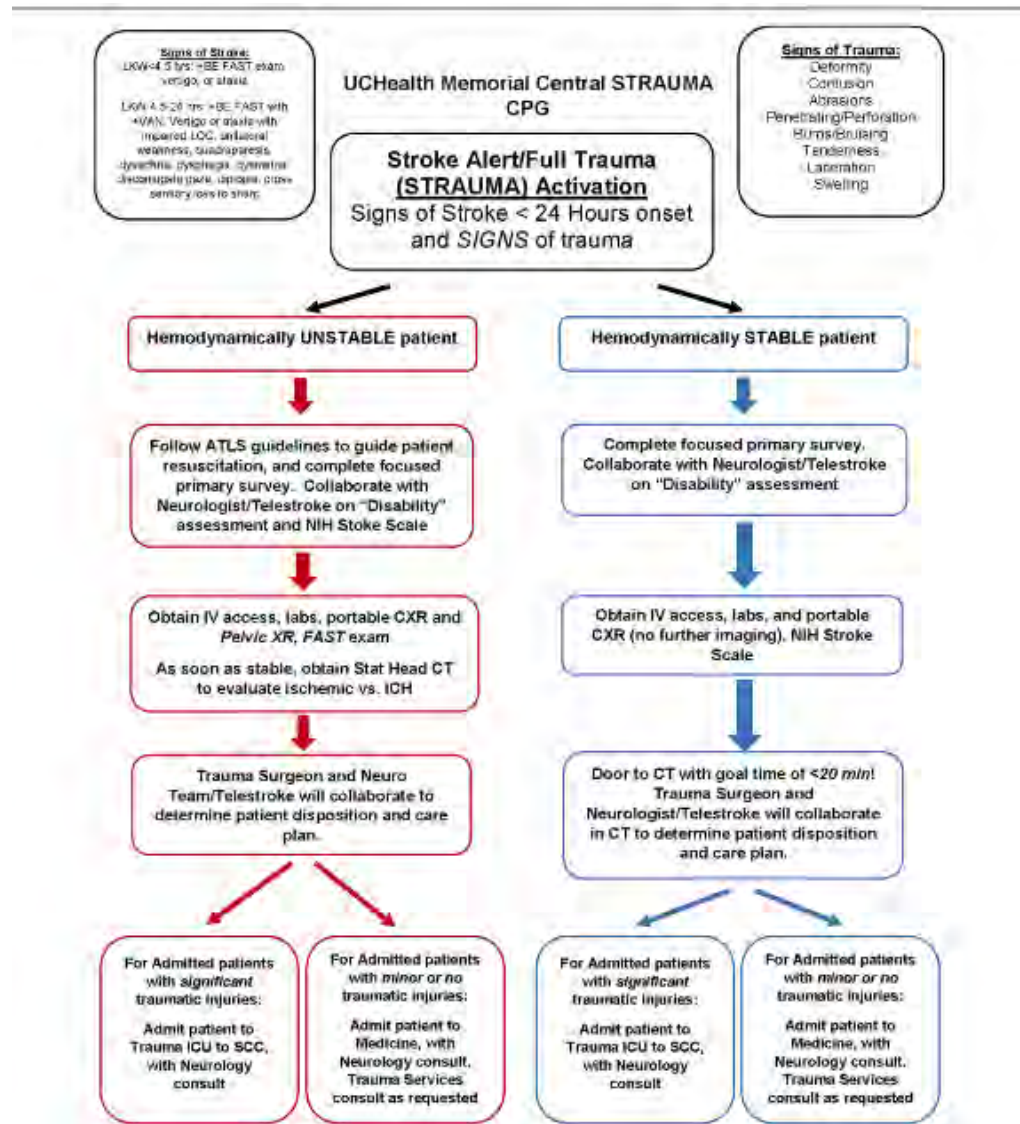 Signs of Stroke:
LKW<4.5 hrs: +BE FAST exam
vertigo, or ataxia
LKW 4.5-24 hrs: +BE FAST with
+VAN. Vertigo or ataxia with
impaired LOC, unilateral
weakness, quadraparesis,
dysarthria, dysphagia, dysmetria
gaze, diplopia,
sensory loss to
UCHealth Memorial Central STRAUMA
CPG
Signs of Trauma:
Deformity
Contusion
Abrasions
Penetrating/Perforation
Burns/Bruising
Tenderness
Laceration
Swelling
Stroke Alert/Full Trauma
(STRAUMA) Activation
Signs of Stroke < 24 Hours onset
and SIGNS of trauma
Hemodynamically UNSTABLE patient
Follow ATLS guidelines to guide patient
resuscitation, and complete focused
primary survey. Collaborate with
Neurologist/Telestroke on "Disability"
assessment and NIH Stoke Scale
Obtain IV access, labs, portable CXR and
Pelvic XR, FAST exam
As soon as stable, obtain Stat Head CT
to evaluate ischemic vs. ICH
Trauma Surgeon and Neuro
Team/Telestroke will collaborate to
determine patient disposition and care
plan.
For Admitted patients
with significant
traumatic injuries:
Admit patient to
Trauma ICU to SCC,
with Neurology
consult
For Admitted patients
with minor or no
traumatic injuries:
Admit patient to
Medicine, with
Neurology consult.
Trauma Services
consult as requested
Hemodynamically STABLE patient
Complete focused primary survey.
Collaborate with Neurologist/Telestroke
on "Disability" assessment
Obtain IV access, labs, and portable
CXR (no further imaging), NIH Stroke
Scale
Door to CT with goal time of <20 min!
Trauma Surgeon and
Neurologist/Telestroke will collaborate
in CT to determine patient disposition
and care plan.
For Admitted patients
with significant
traumatic injuries:
Admit patient to
Trauma ICU to SCC,
with Neurology
consult
For Admitted patients
with minor or no
traumatic injuries:
Admit patient to
Medicine, with
Neurology consult.
Trauma Services
consult as requested